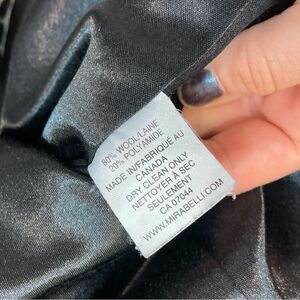 80% WOOL/LAINE
20% POLYAMIDE
MADE IN/FABRIQUÉ AU
CANADA
DRY CLEAN ONLY
NETTOYER À SEC
SEULEMENT
CA 07044
WWW.MIRABELLI.COM